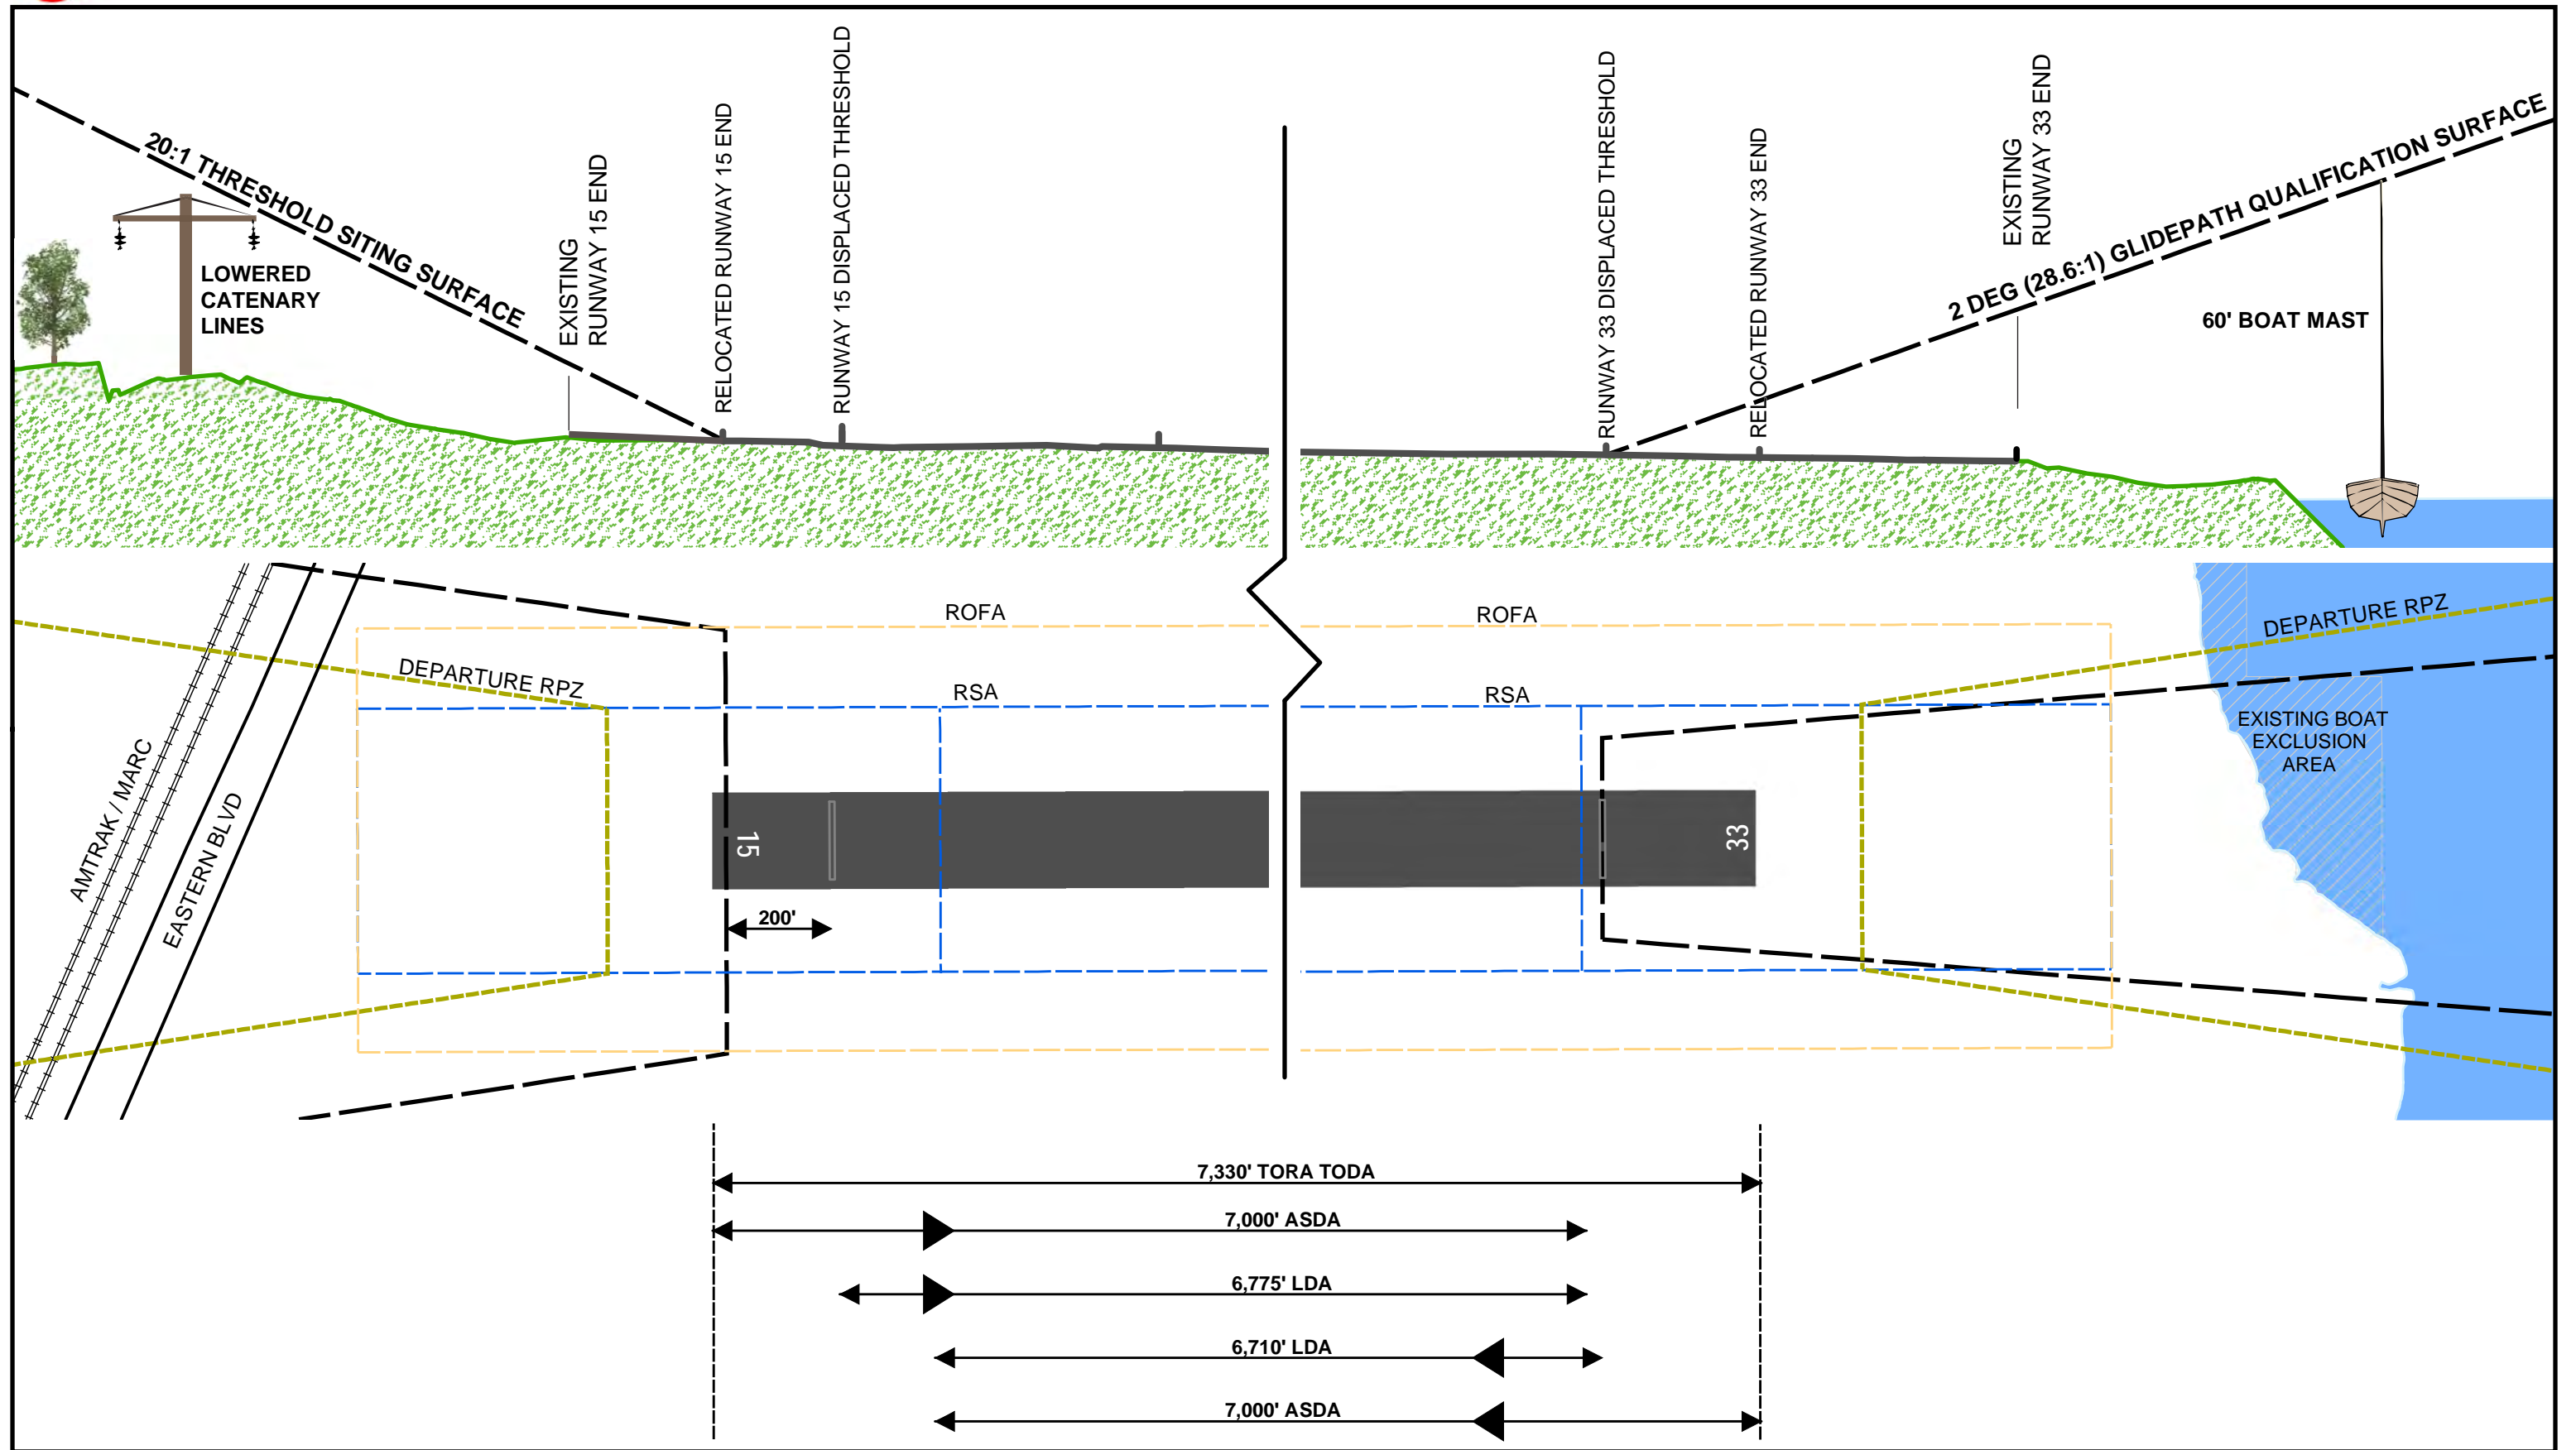 20:1 THRESHOLD SITING SURFACE
LOWERED
CATENARY
LINES
EXISTING
RUNWAY 15 END
RELOCATED RUNWAY 15 END
RUNWAY 15 DISPLACED THRESHOLD
RUNWAY 33 DISPLACED THRESHOLD
RELOCATED RUNWAY 33 END
EXISTING
RUNWAY 33 END
2 DEG (28.6:1) GLIDEPATH QUALIFICATION SURFACE
60' BOAT MAST
AMTRAK / MARC
EASTERN BLVD
DEPARTURE RPZ
ROFA
RSA
15
200'
ROFA
RSA
33
DEPARTURE RPZ
EXISTING BOAT
EXCLUSION
AREA
7,330' TORA TODA
7,000' ASDA
6,775' LDA
6,710' LDA
7,000' ASDA